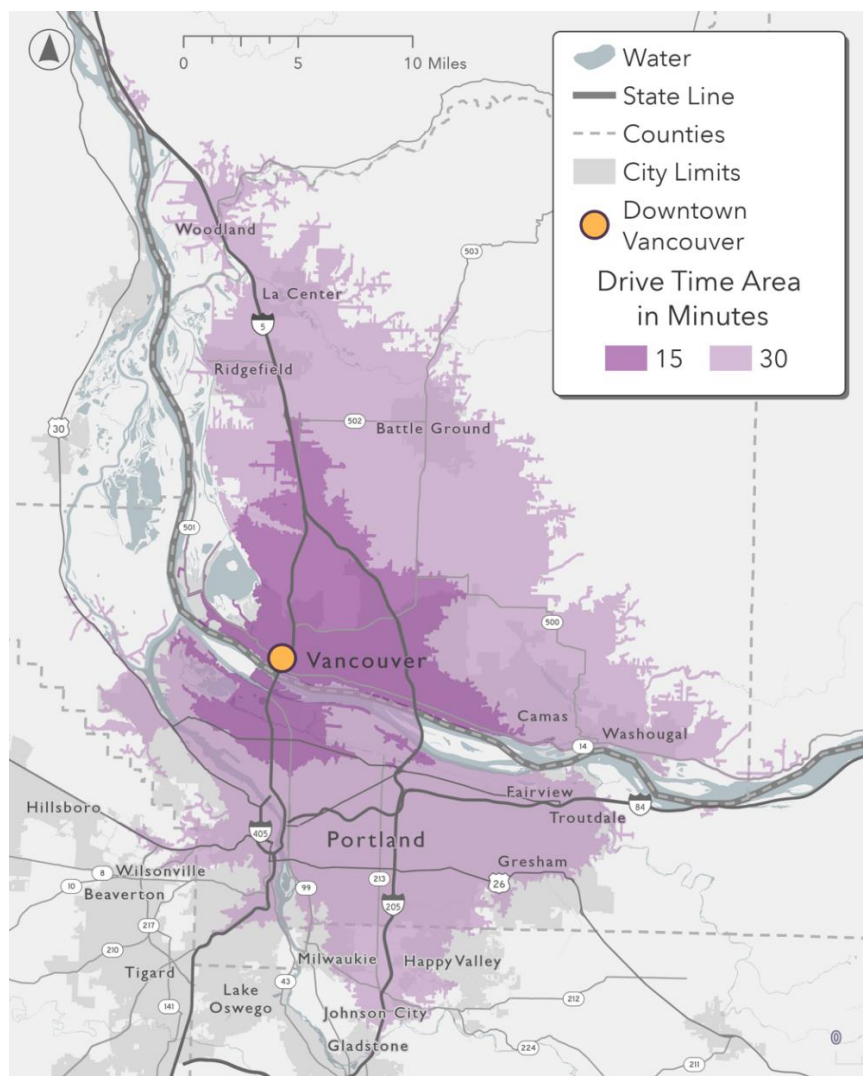 0 5 10 Miles
Water
State Line
Counties
City Limits
Downtown
Vancouver
Drive Time Area
in Minutes
15 30
Woodland
503
La Center
5
Ridgefield
30
502
Battle Ground
501
500
Vancouver
Camas
Washougal
14
Hillsboro
Fairview
84
Troutdale
405
Portland
8
Wilsonville
Gresham
10
Beaverton
99
213
26
217
205
210
Milwaukie
Happy Valley
Tigard
43
Lake
Oswego
212
141
Johnson City
Gladstone
224
211
0